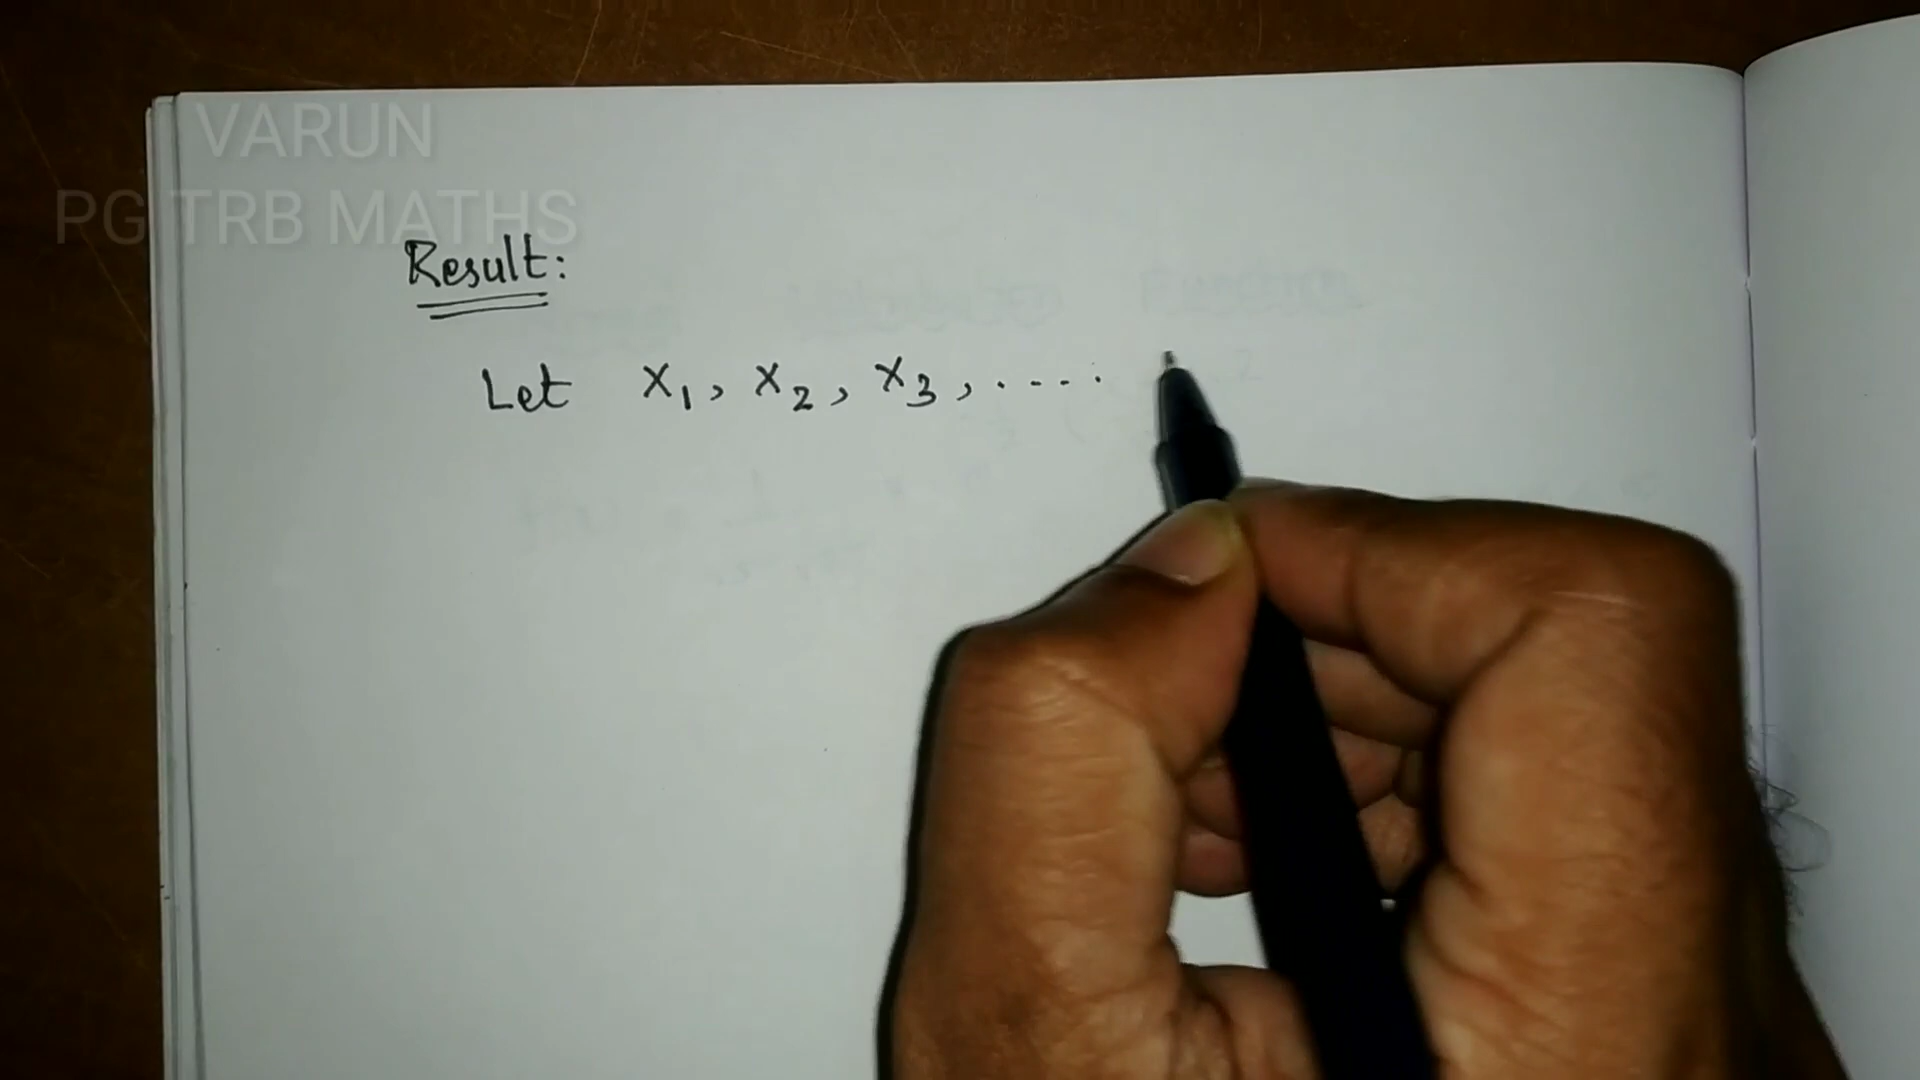 VARUN
PG TRB MATHS
Result:
Let X₁, X₂, X₃, .....